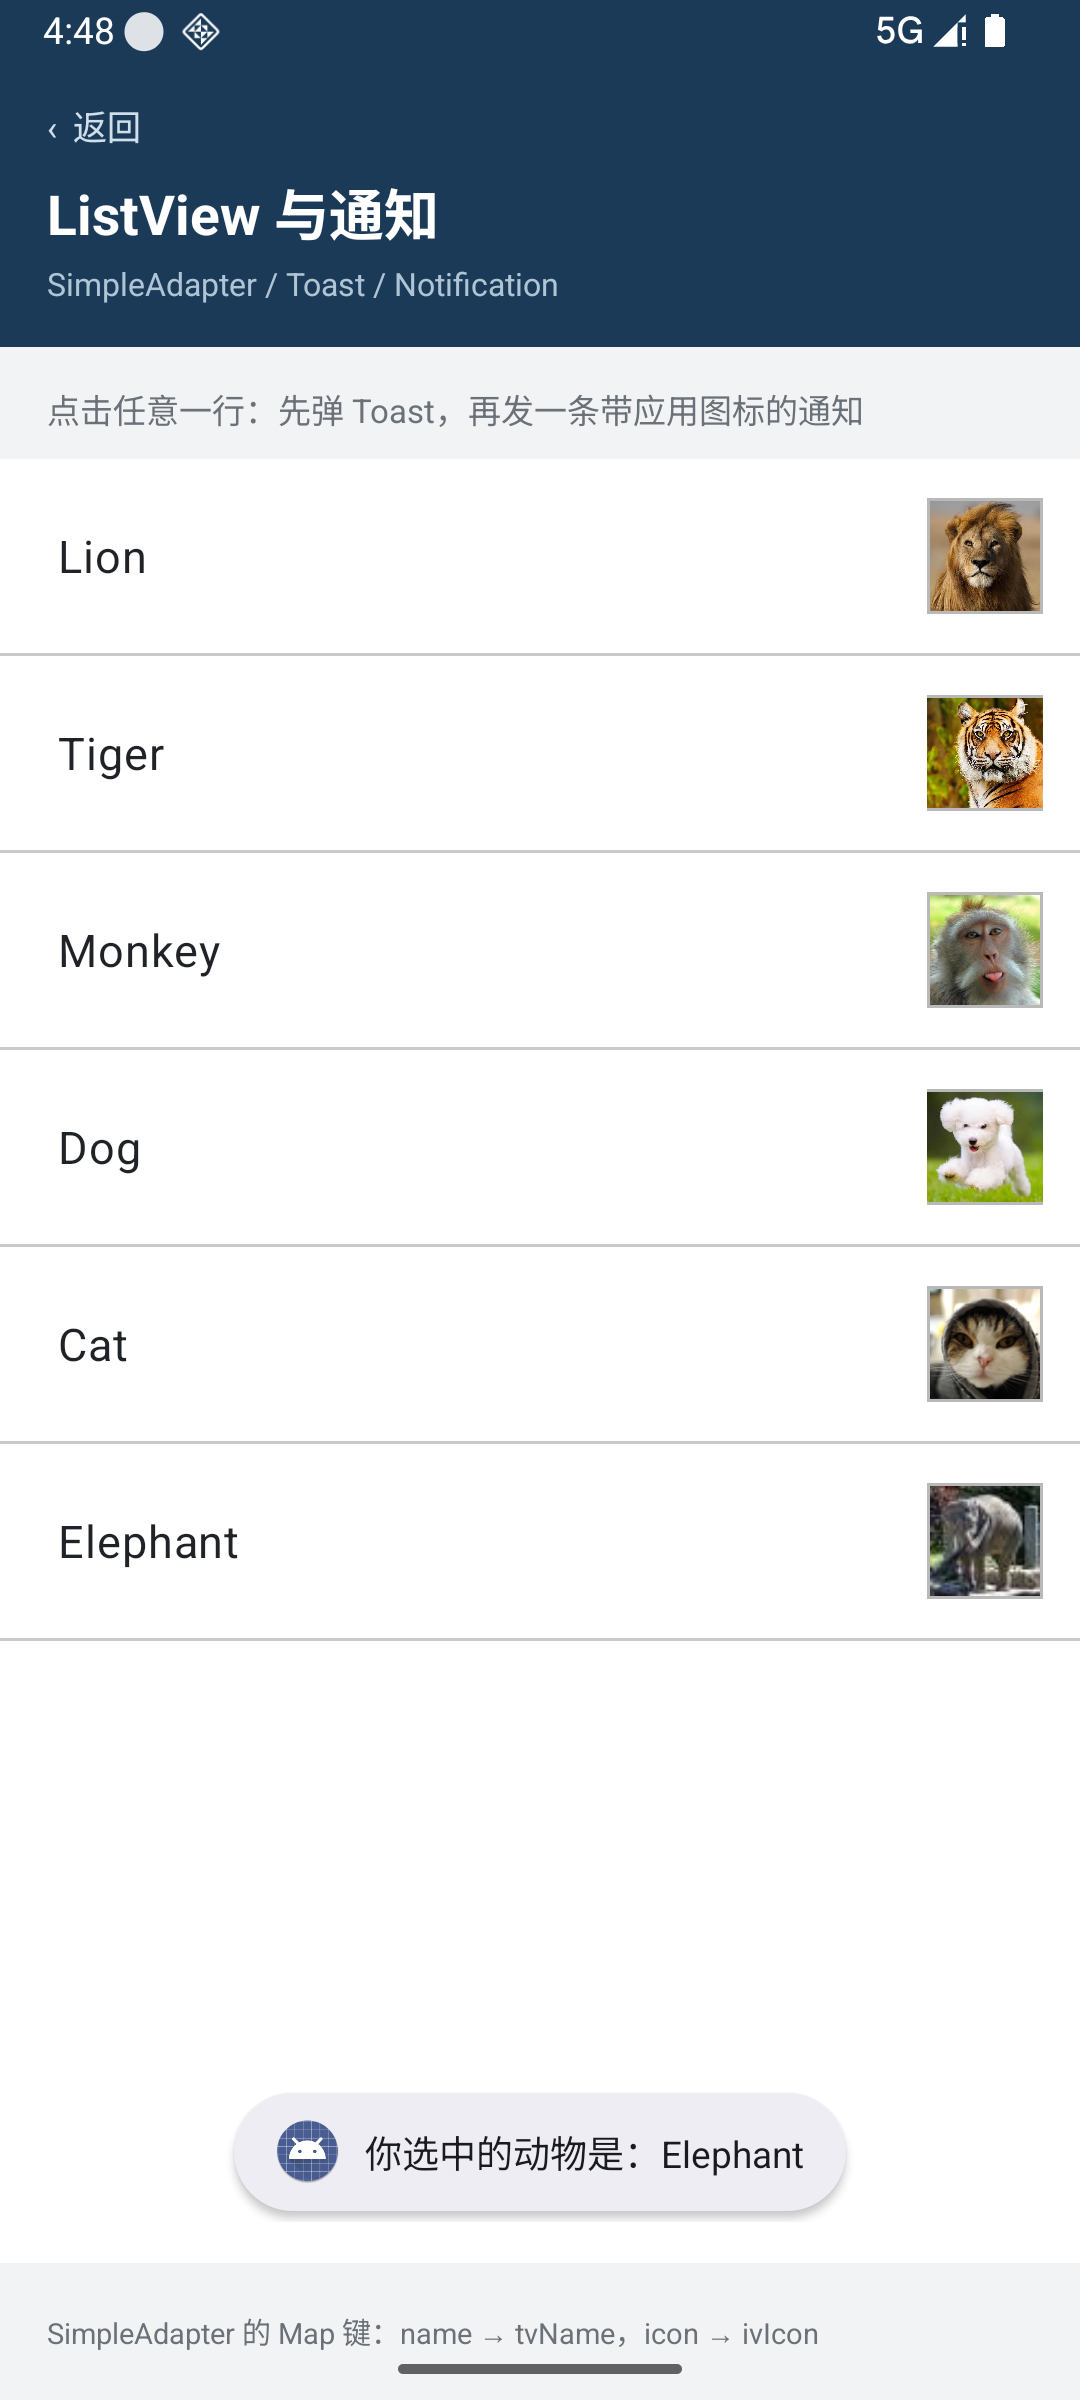 4:48
5G
‹ 返回
ListView 与通知
SimpleAdapter / Toast / Notification
点击任意一行：先弹 Toast，再发一条带应用图标的通知
Lion
Tiger
Monkey
Dog
Cat
Elephant
你选中的动物是：Elephant
SimpleAdapter 的 Map 键：name → tvName，icon → ivIcon